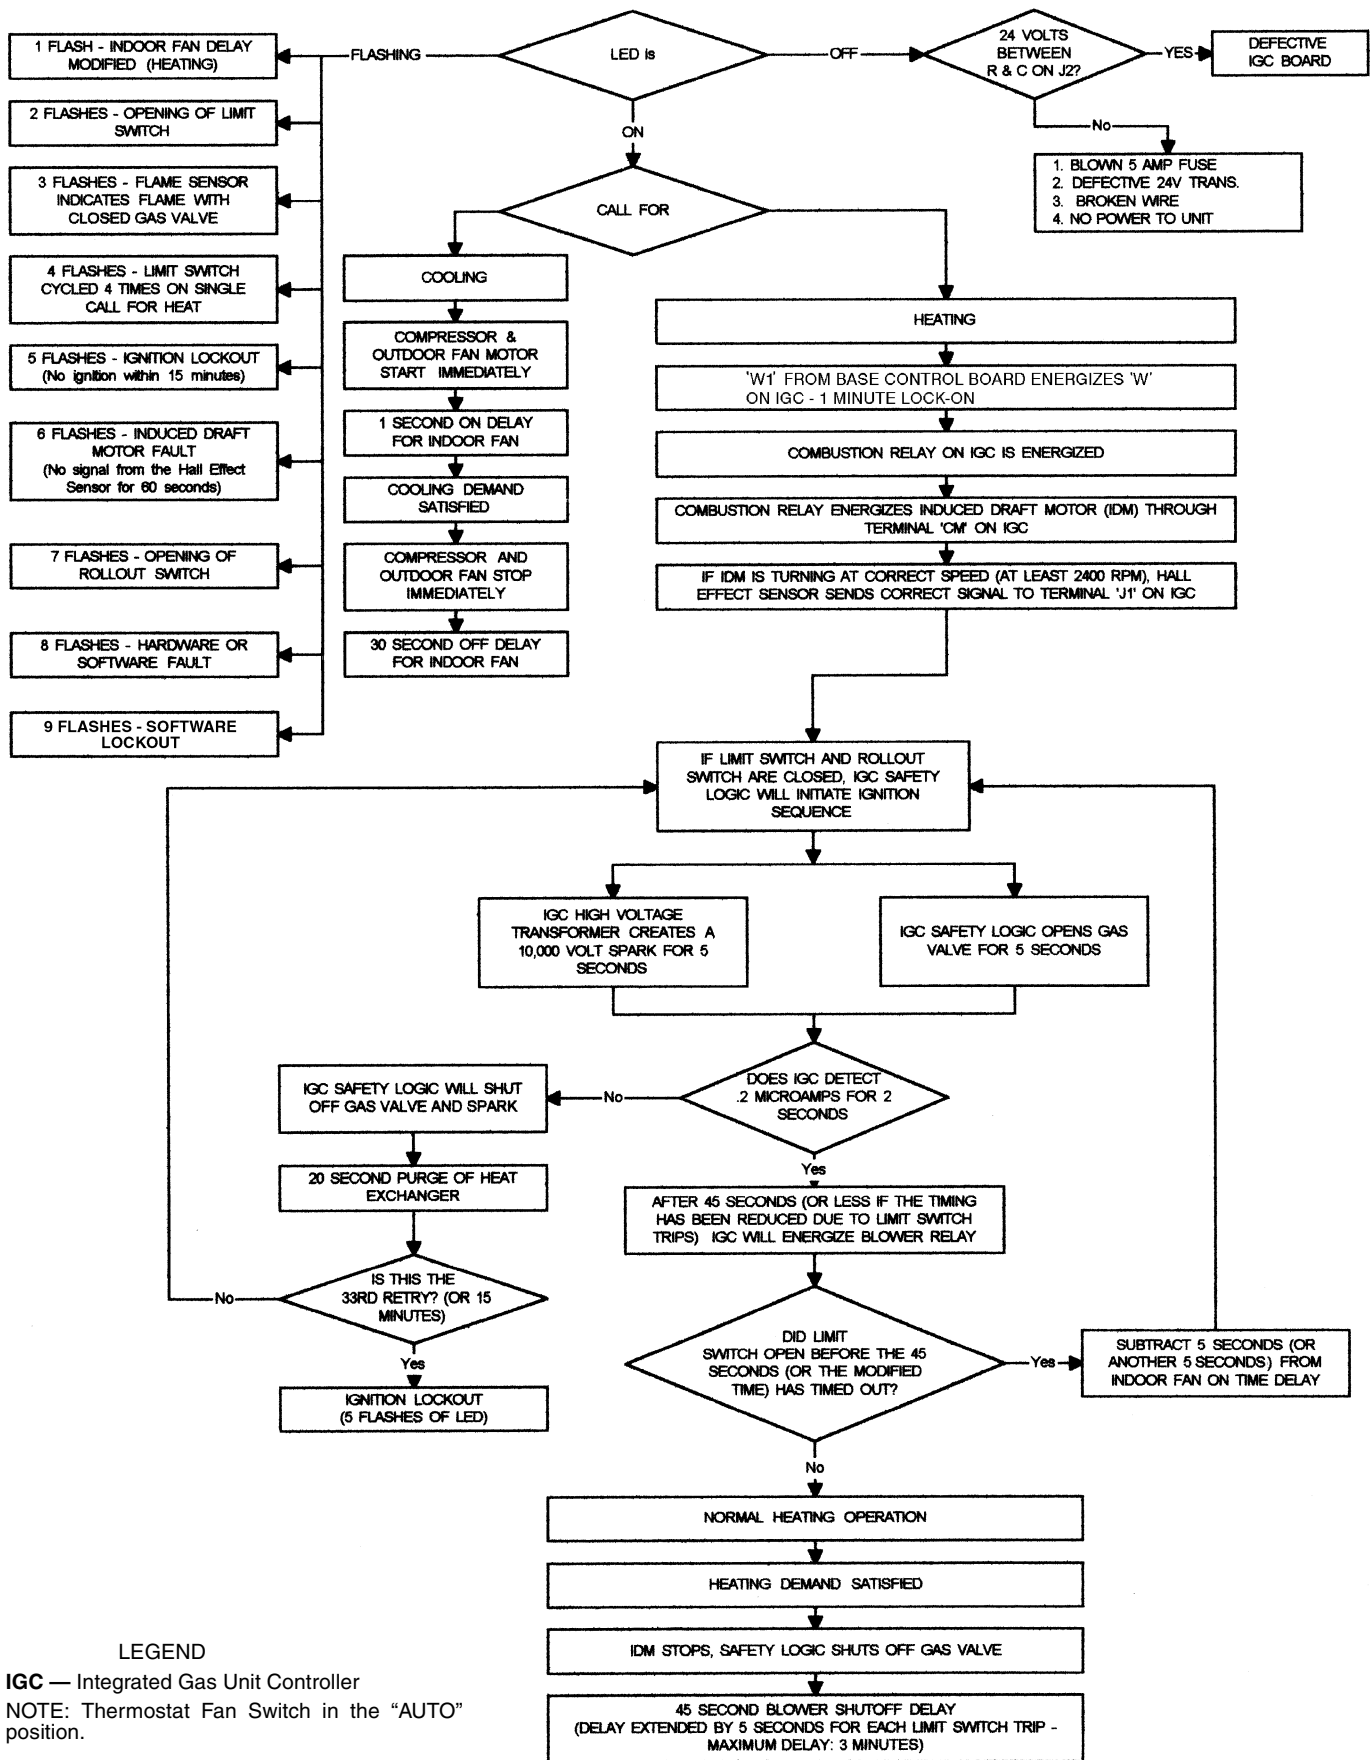 LED is
FLASHING
1 FLASH - INDOOR FAN DELAY
MODIFIED (HEATING)
2 FLASHES - OPENING OF LIMIT
SWITCH
3 FLASHES - FLAME SENSOR
INDICATES FLAME WITH
CLOSED GAS VALVE
4 FLASHES - LIMIT SWITCH
CYCLED 4 TIMES ON SINGLE
CALL FOR HEAT
5 FLASHES - IGNITION LOCKOUT
(No ignition within 15 minutes)
6 FLASHES - INDUCED DRAFT
MOTOR FAULT
(No signal from the Hall Effect
Sensor for 60 seconds)
7 FLASHES - OPENING OF
ROLLOUT SWITCH
8 FLASHES - HARDWARE OR
SOFTWARE FAULT
9 FLASHES - SOFTWARE
LOCKOUT
OFF
24 VOLTS
BETWEEN
R & C ON J2?
YES
DEFECTIVE
IGC BOARD
No
1. BLOWN 5 AMP FUSE
2. DEFECTIVE 24V TRANS.
3. BROKEN WIRE
4. NO POWER TO UNIT
ON
CALL FOR
COOLING
COMPRESSOR &
OUTDOOR FAN MOTOR
START IMMEDIATELY
1 SECOND ON DELAY
FOR INDOOR FAN
COOLING DEMAND
SATISFIED
COMPRESSOR AND
OUTDOOR FAN STOP
IMMEDIATELY
30 SECOND OFF DELAY
FOR INDOOR FAN
HEATING
'W1' FROM BASE CONTROL BOARD ENERGIZES 'W'
ON IGC - 1 MINUTE LOCK-ON
COMBUSTION RELAY ON IGC IS ENERGIZED
COMBUSTION RELAY ENERGIZES INDUCED DRAFT MOTOR (IDM) THROUGH
TERMINAL 'CM' ON IGC
IF IDM IS TURNING AT CORRECT SPEED (AT LEAST 2400 RPM), HALL
EFFECT SENSOR SENDS CORRECT SIGNAL TO TERMINAL 'J1' ON IGC
IF LIMIT SWITCH AND ROLLOUT
SWITCH ARE CLOSED, IGC SAFETY
LOGIC WILL INITIATE IGNITION
SEQUENCE
IGC HIGH VOLTAGE
TRANSFORMER CREATES A
10,000 VOLT SPARK FOR 5
SECONDS
IGC SAFETY LOGIC OPENS GAS
VALVE FOR 5 SECONDS
DOES IGC DETECT
.2 MICROAMPS FOR 2
SECONDS
No
IGC SAFETY LOGIC WILL SHUT
OFF GAS VALVE AND SPARK
20 SECOND PURGE OF HEAT
EXCHANGER
IS THIS THE
33RD RETRY? (OR 15
MINUTES)
No
Yes
IGNITION LOCKOUT
(5 FLASHES OF LED)
Yes
AFTER 45 SECONDS (OR LESS IF THE TIMING
HAS BEEN REDUCED DUE TO LIMIT SWITCH
TRIPS) IGC WILL ENERGIZE BLOWER RELAY
DID LIMIT
SWITCH OPEN BEFORE THE 45
SECONDS (OR THE MODIFIED
TIME) HAS TIMED OUT?
Yes
SUBTRACT 5 SECONDS (OR
ANOTHER 5 SECONDS) FROM
INDOOR FAN ON TIME DELAY
No
NORMAL HEATING OPERATION
HEATING DEMAND SATISFIED
IDM STOPS, SAFETY LOGIC SHUTS OFF GAS VALVE
45 SECOND BLOWER SHUTOFF DELAY
(DELAY EXTENDED BY 5 SECONDS FOR EACH LIMIT SWITCH TRIP -
MAXIMUM DELAY: 3 MINUTES)
LEGEND
IGC — Integrated Gas Unit Controller
NOTE: Thermostat Fan Switch in the “AUTO”
position.